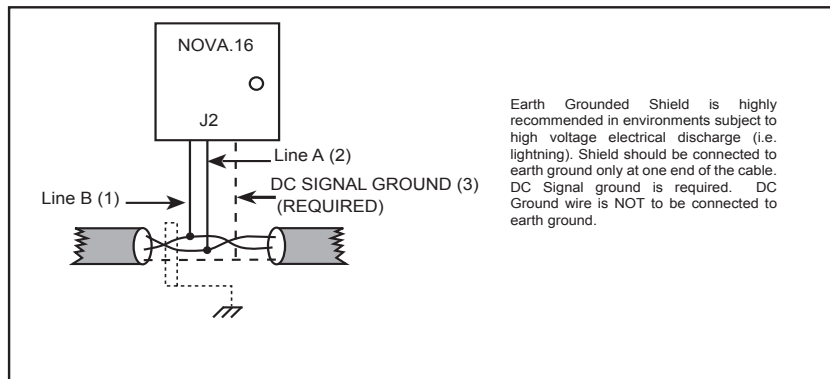 NOVA.16
J2
Line A (2)
Line B (1)
DC SIGNAL GROUND (3)
(REQUIRED)
Earth Grounded Shield is highly
recommended in environments subject to
high voltage electrical discharge (i.e.
lightning). Shield should be connected to
earth ground only at one end of the cable.
DC Signal ground is required. DC
Ground wire is NOT to be connected to
earth ground.